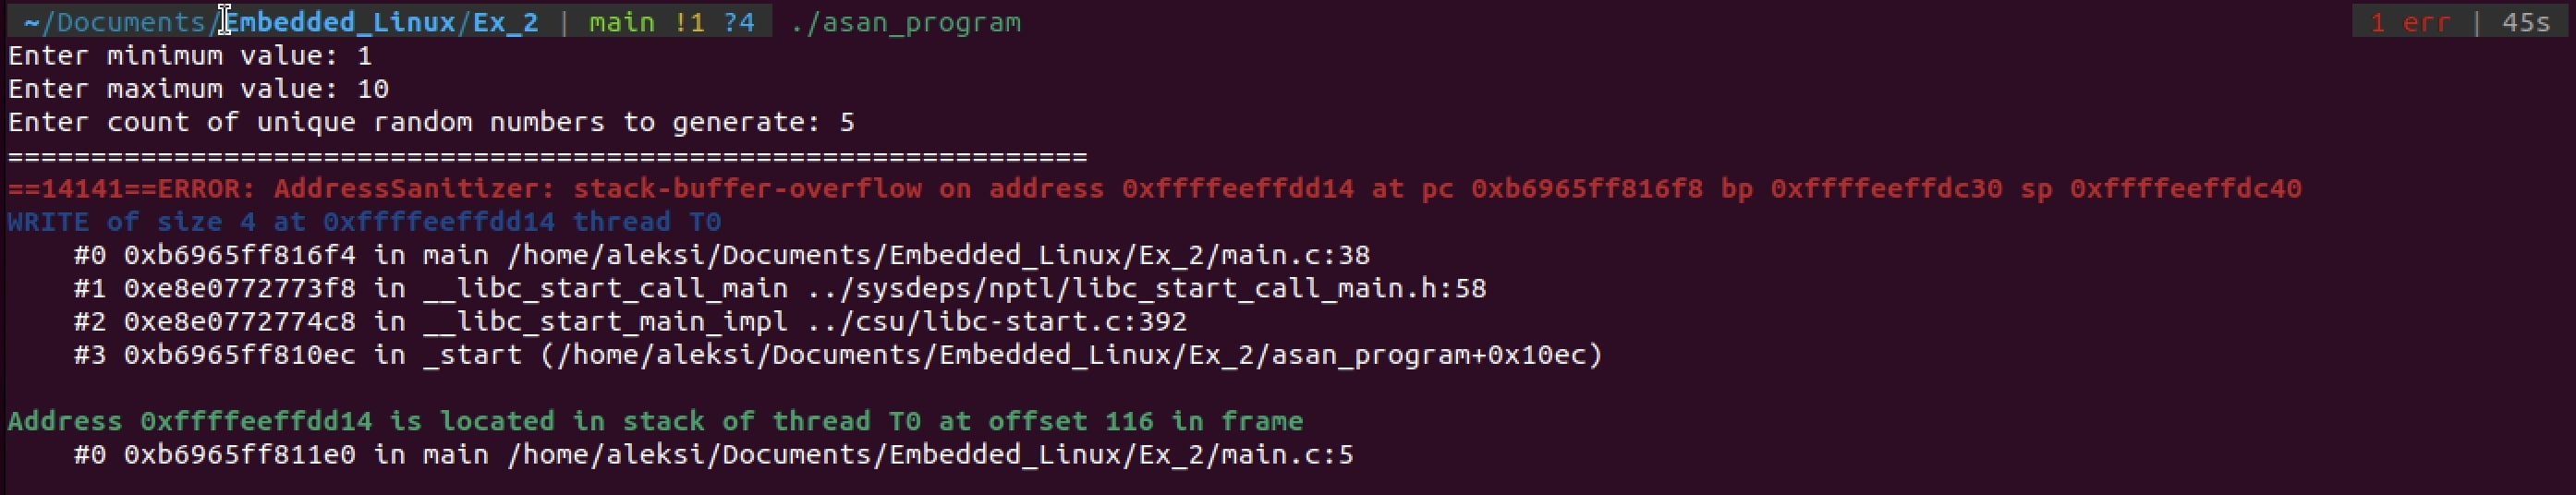 ~/Documents/Embedded_Linux/Ex_2 | main !1 ?4  ./asan_program  1 err | 45s
Enter minimum value: 1
Enter maximum value: 10
Enter count of unique random numbers to generate: 5
=================================================================
==14141==ERROR: AddressSanitizer: stack-buffer-overflow on address 0xffffeeffdd14 at pc 0xb6965ff816f8 bp 0xffffeeffdc30 sp 0xffffeeffdc40
WRITE of size 4 at 0xffffeeffdd14 thread T0
    #0 0xb6965ff816f4 in main /home/aleksi/Documents/Embedded_Linux/Ex_2/main.c:38
    #1 0xe8e0772773f8 in __libc_start_call_main ../sysdeps/nptl/libc_start_call_main.h:58
    #2 0xe8e0772774c8 in __libc_start_main_impl ../csu/libc-start.c:392
    #3 0xb6965ff810ec in _start (/home/aleksi/Documents/Embedded_Linux/Ex_2/asan_program+0x10ec)
Address 0xffffeeffdd14 is located in stack of thread T0 at offset 116 in frame
    #0 0xb6965ff811e0 in main /home/aleksi/Documents/Embedded_Linux/Ex_2/main.c:5